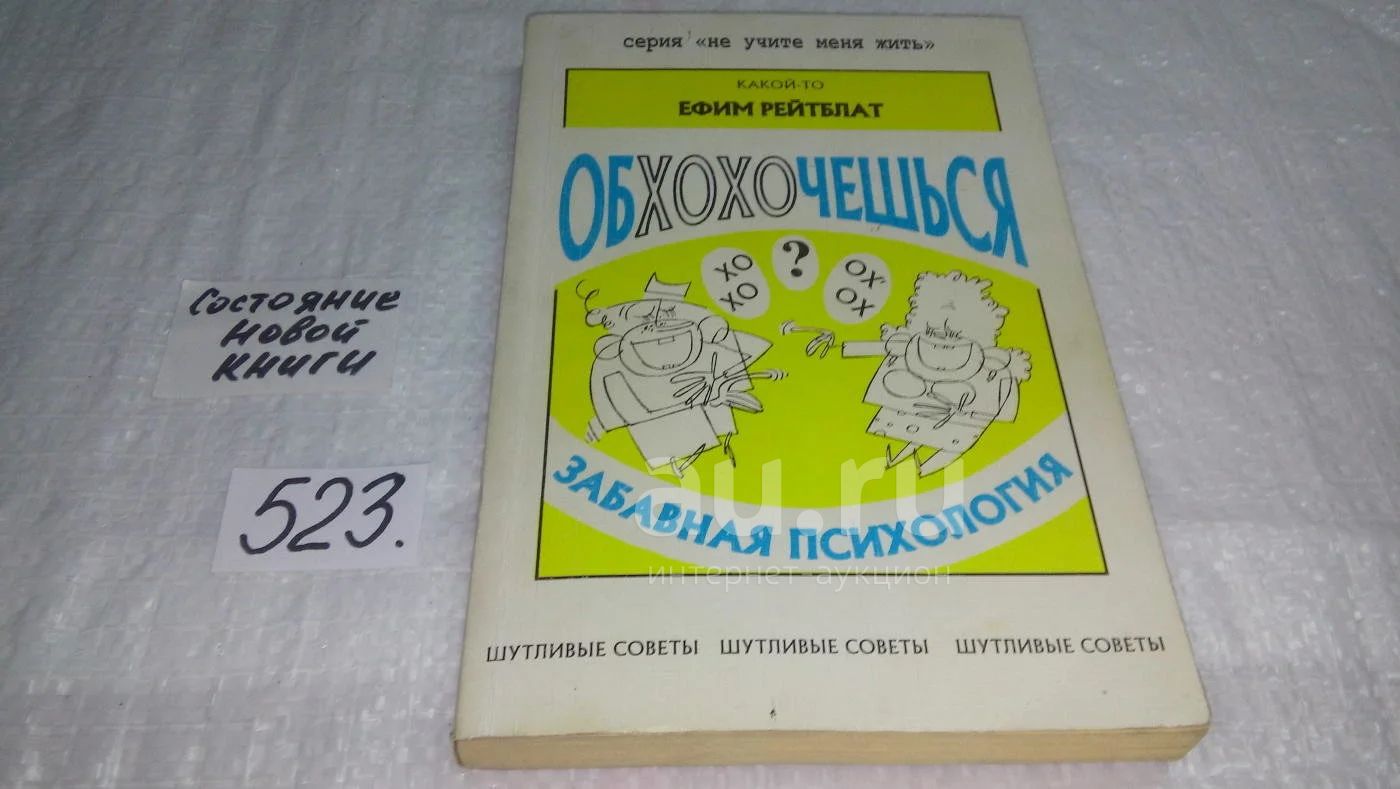 серия «не учите меня жить»
КАКОЙ-ТО
ЕФИМ РЕЙТБЛАТ
ОБХОХОЧЕШЬСЯ
ХО
ХО
?
ОХ
ОХ
ЗАБАВНАЯ ПСИХОЛОГИЯ
ШУТЛИВЫЕ СОВЕТЫ ШУТЛИВЫЕ СОВЕТЫ ШУТЛИВЫЕ СОВЕТЫ
Состояние
новой
книги
523.
au.ru
интернет-аукцион